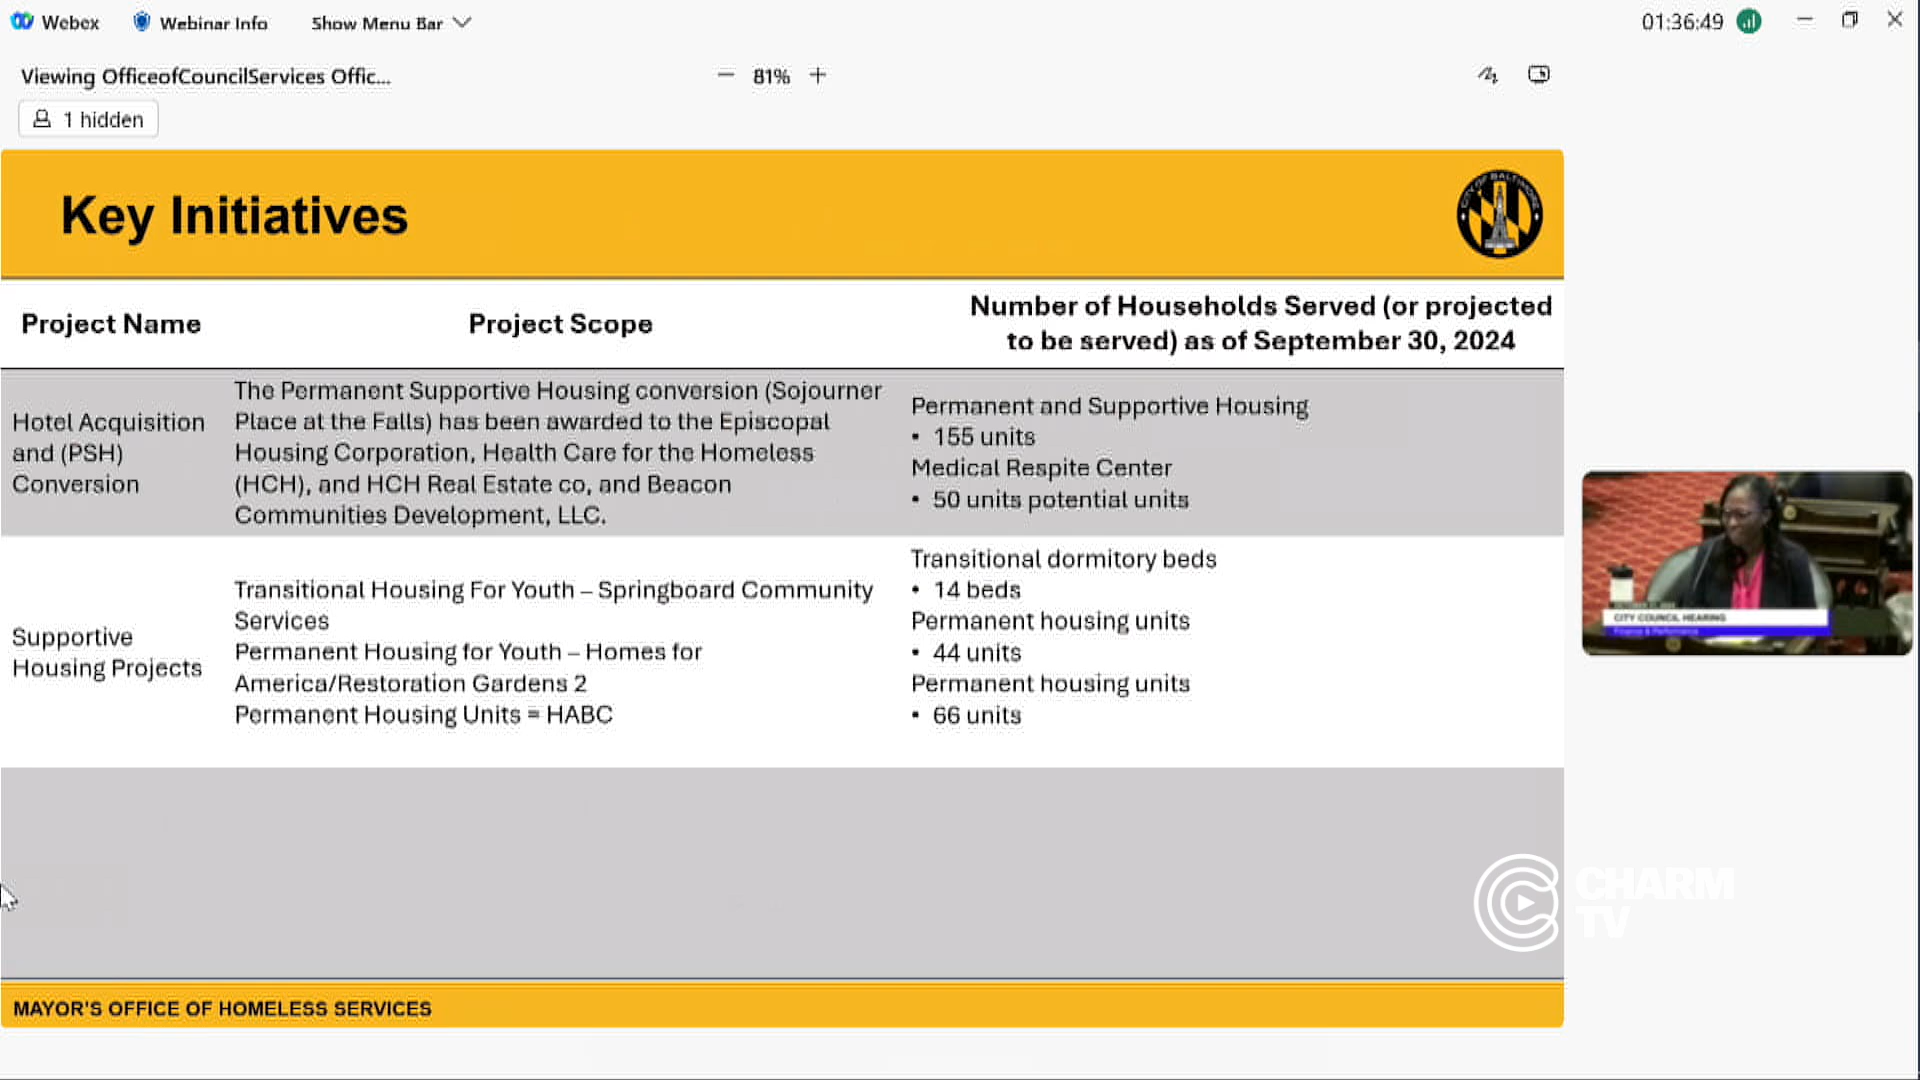 Webex
Webinar Info
Show Menu Bar
01:36:49
Viewing OfficeofCouncilServices Offic...
81%
1 hidden
Key Initiatives
CITY OF BALTIMORE
Project Name
Project Scope
Number of Households Served (or projected
to be served) as of September 30, 2024
Hotel Acquisition
and (PSH)
Conversion
The Permanent Supportive Housing conversion (Sojourner
Place at the Falls) has been awarded to the Episcopal
Housing Corporation, Health Care for the Homeless
(HCH), and HCH Real Estate co, and Beacon
Communities Development, LLC.
Permanent and Supportive Housing
• 155 units
Medical Respite Center
• 50 units potential units
Supportive
Housing Projects
Transitional Housing For Youth – Springboard Community
Services
Permanent Housing for Youth – Homes for
America/Restoration Gardens 2
Permanent Housing Units = HABC
Transitional dormitory beds
• 14 beds
Permanent housing units
• 44 units
Permanent housing units
• 66 units
CITY COUNCIL HEARING
Finance & Performance
CHARM
TV
MAYOR'S OFFICE OF HOMELESS SERVICES